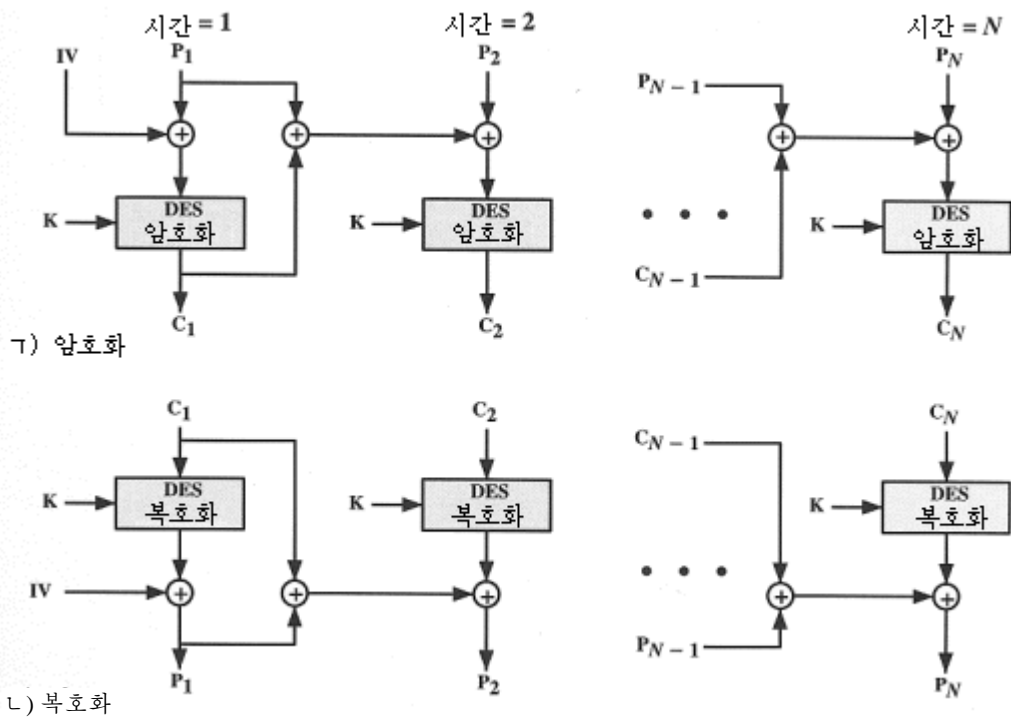 시간 = 1 시간 = 2 시간 = N
IV P1 P2 PN
PN − 1
K DES 암호화 K DES 암호화 K DES 암호화
• • •
CN − 1
C1 C2 CN
ㄱ) 암호화
C1 C2 CN
CN − 1
K DES 복호화 K DES 복호화 K DES 복호화
• • •
IV
PN − 1
P1 P2 PN
ㄴ) 복호화